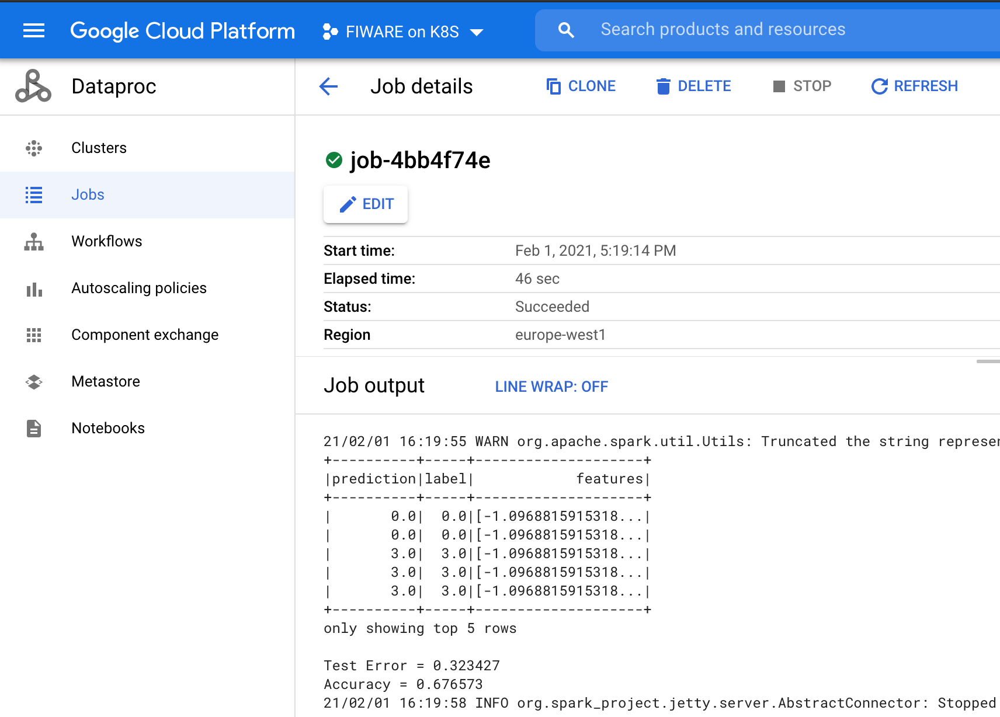 Google Cloud Platform FIWARE on K8S Search products and resources
Dataproc Job details CLONE DELETE STOP REFRESH
Clusters
Jobs
Workflows
Autoscaling policies
Component exchange
Metastore
Notebooks
job-4bb4f74e
EDIT
Start time: Feb 1, 2021, 5:19:14 PM
Elapsed time: 46 sec
Status: Succeeded
Region europe-west1
Job output LINE WRAP: OFF
21/02/01 16:19:55 WARN org.apache.spark.util.Utils: Truncated the string represen
+----------+-----+--------------------+
|prediction|label|            features|
+----------+-----+--------------------+
|       0.0|  0.0|[-1.0968815915318...|
|       0.0|  0.0|[-1.0968815915318...|
|       3.0|  3.0|[-1.0968815915318...|
|       3.0|  3.0|[-1.0968815915318...|
|       3.0|  3.0|[-1.0968815915318...|
+----------+-----+--------------------+
only showing top 5 rows
Test Error = 0.323427
Accuracy = 0.676573
21/02/01 16:19:58 INFO org.spark_project.jetty.server.AbstractConnector: Stopped